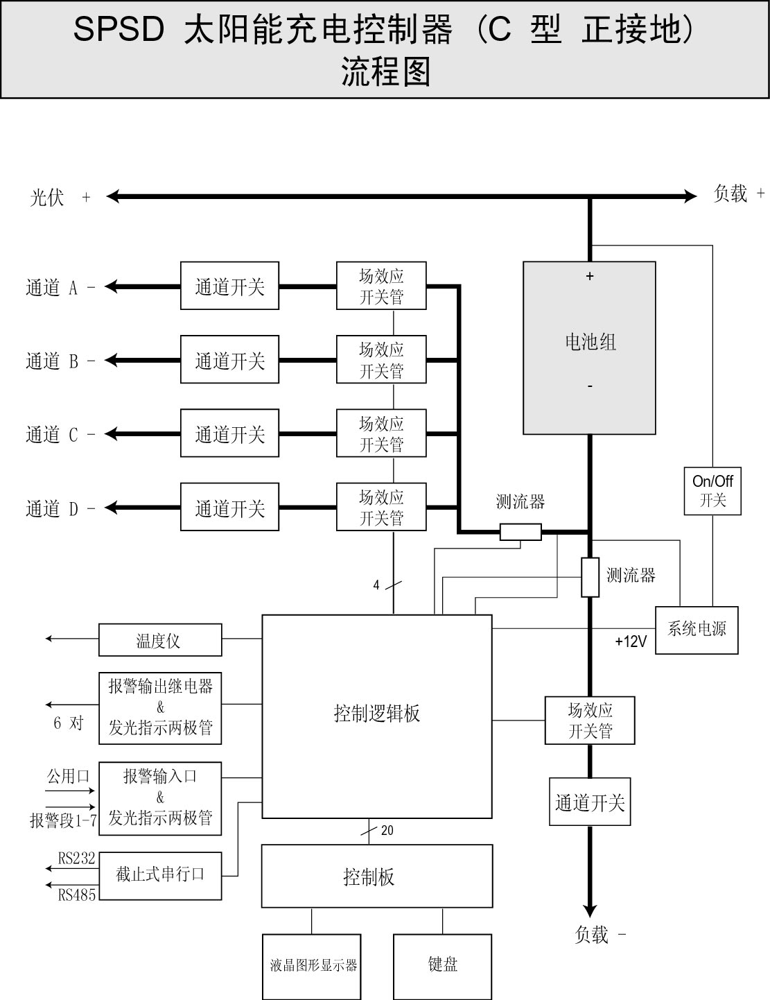 SPSD 太阳能充电控制器 (C 型 正接地)
流程图
光伏 +
负载 +
通道 A -
通道开关
场效应
开关管
+
电池组
-
通道 B -
通道开关
场效应
开关管
通道 C -
通道开关
场效应
开关管
通道 D -
通道开关
场效应
开关管
On/Off
开关
测流器
测流器
4
系统电源
+12V
温度仪
报警输出继电器
&
发光指示两极管
6 对
控制逻辑板
场效应
开关管
公用口
报警段1-7
报警输入口
&
发光指示两极管
通道开关
20
RS232
RS485
截止式串行口
控制板
负载 -
液晶图形显示器
键盘